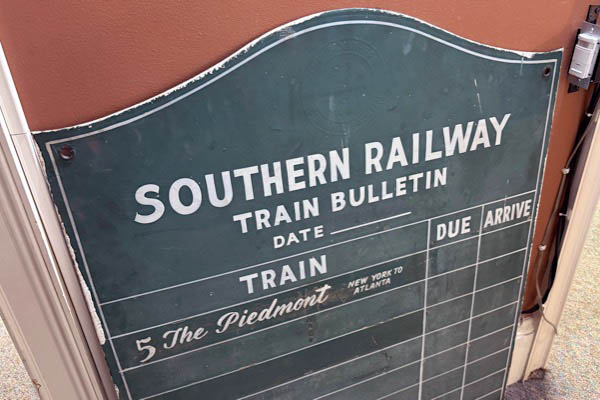 SOUTHERN RAILWAY
TRAIN BULLETIN
DATE
TRAIN DUE ARRIVE
5 The Piedmont NEW YORK TO
ATLANTA